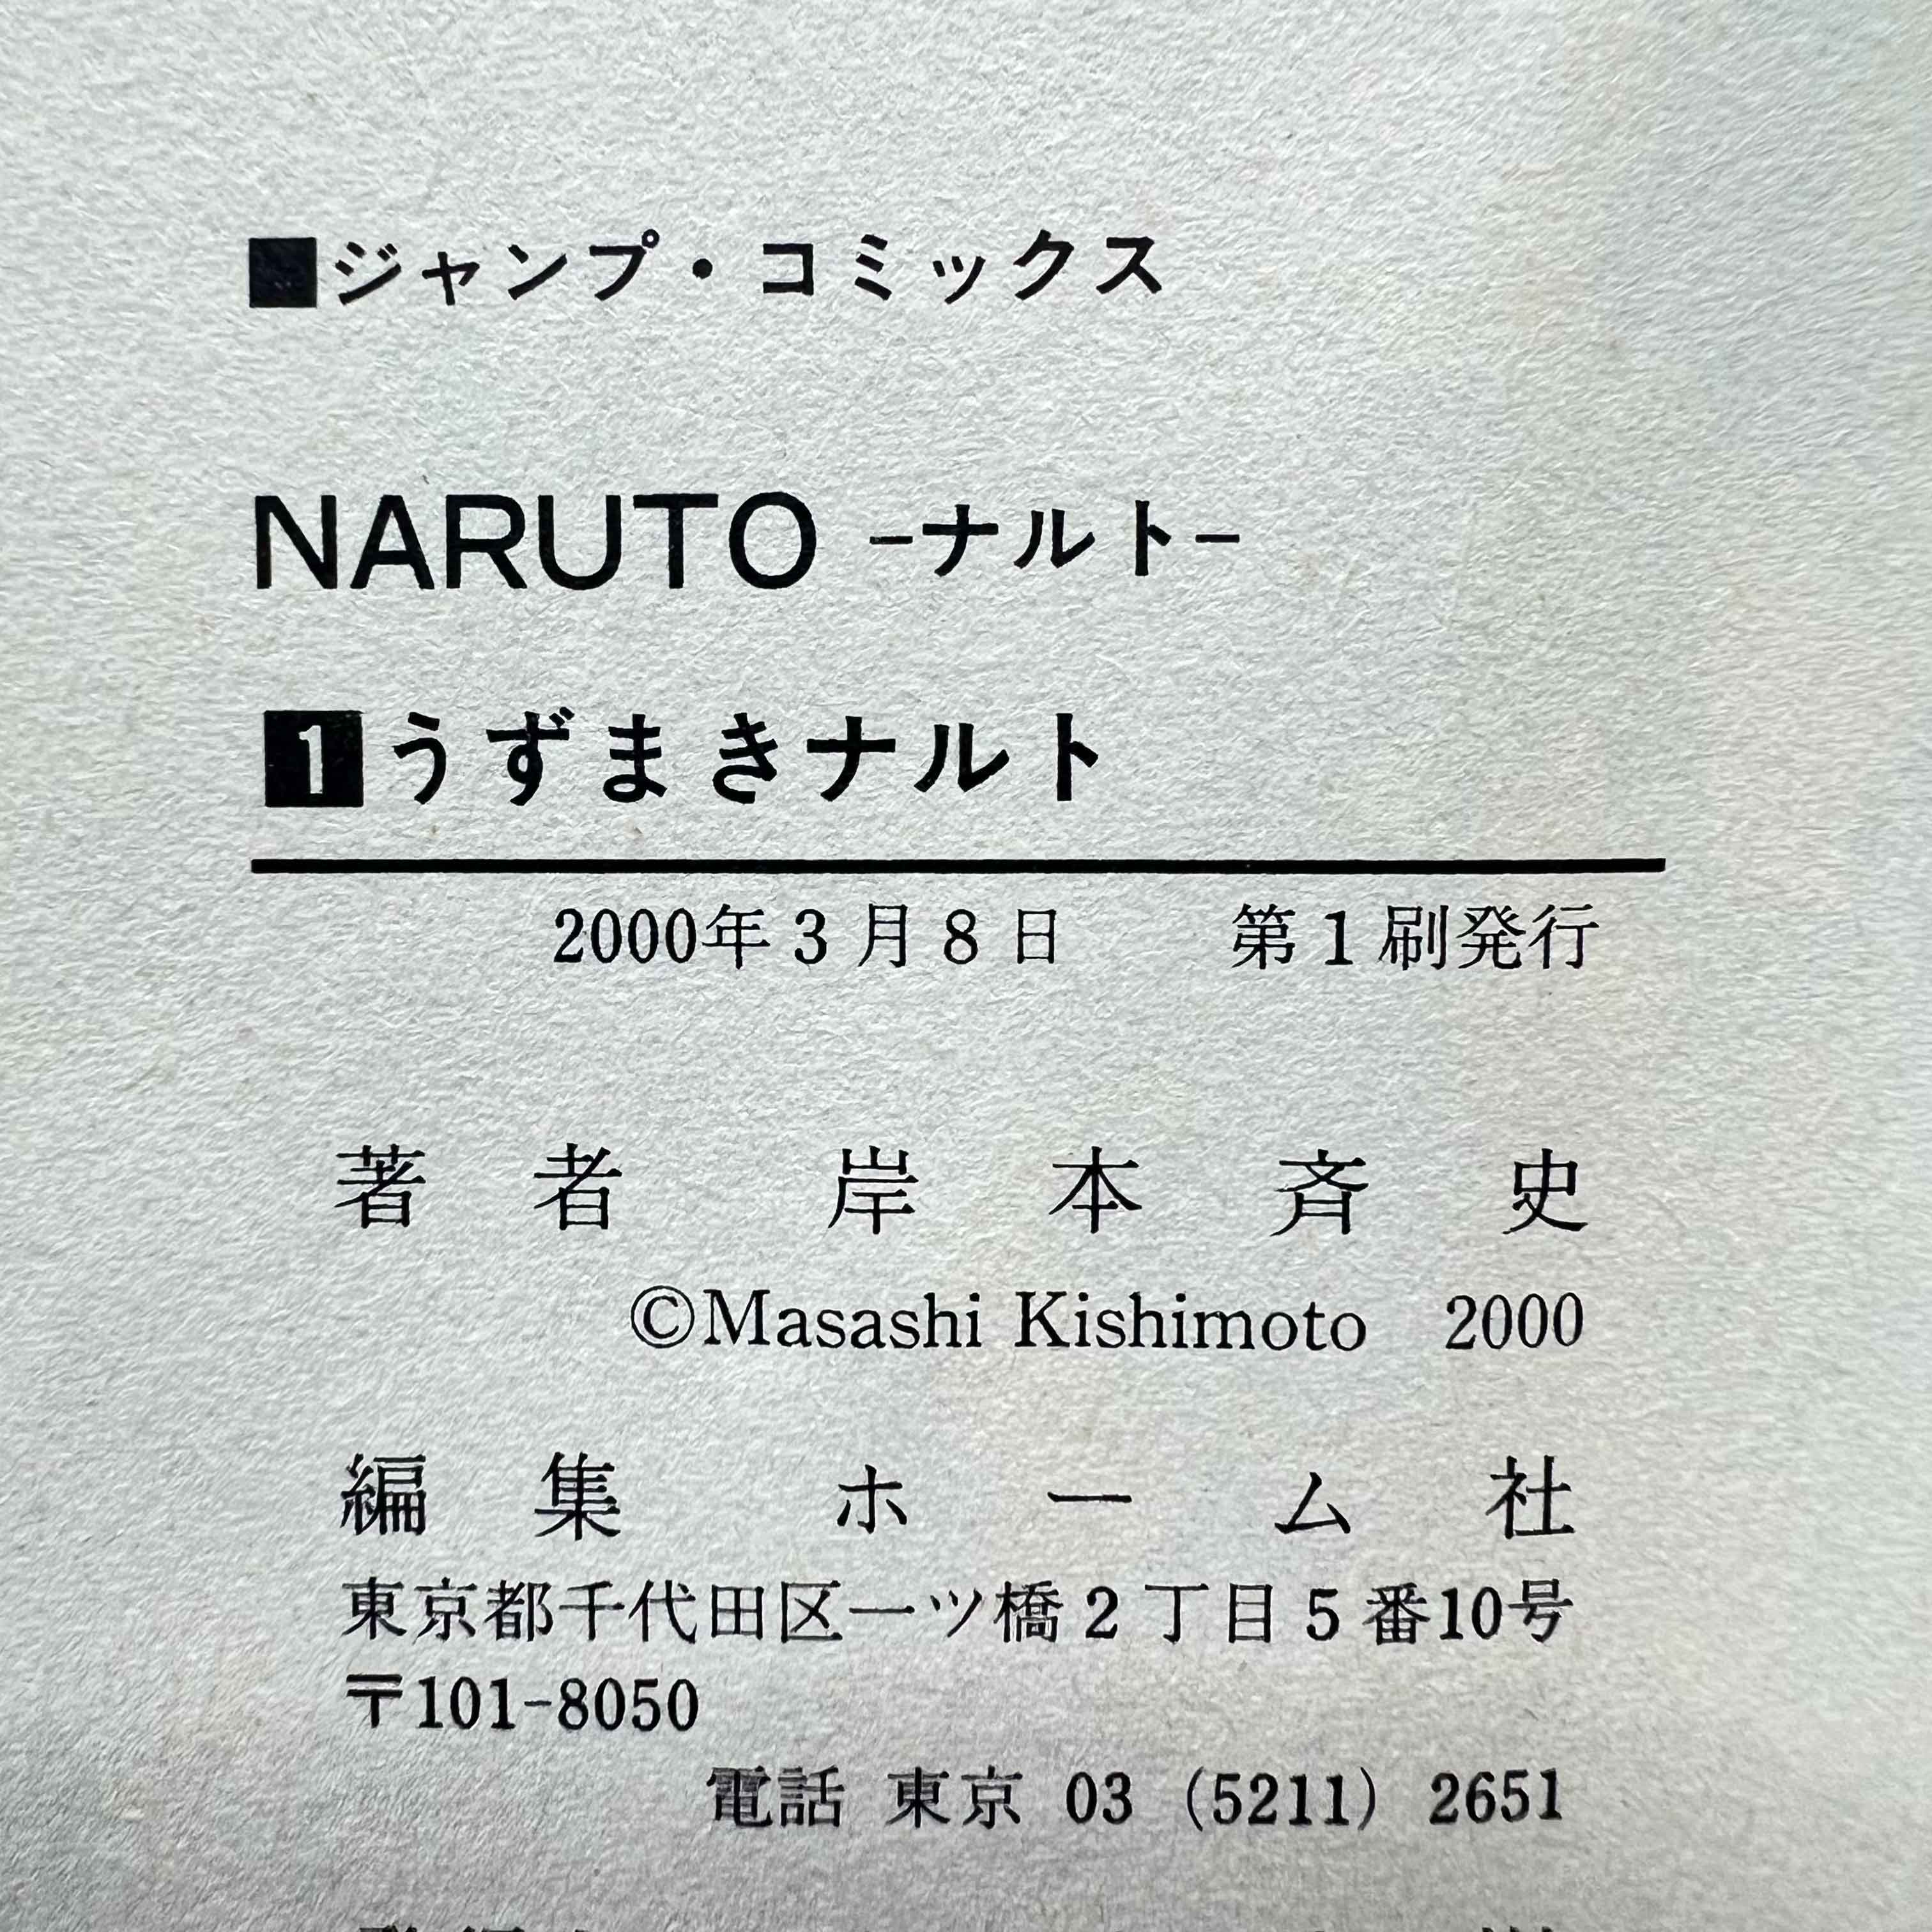 ■ジャンプ・コミックス
NARUTO -ナルト-
1 うずまきナルト
2000年3月8日 第1刷発行
著者 岸本斉史
©Masashi Kishimoto 2000
編集 ホーム社
東京都千代田区一ツ橋2丁目5番10号
〒101-8050
電話 東京 03 (5211) 2651